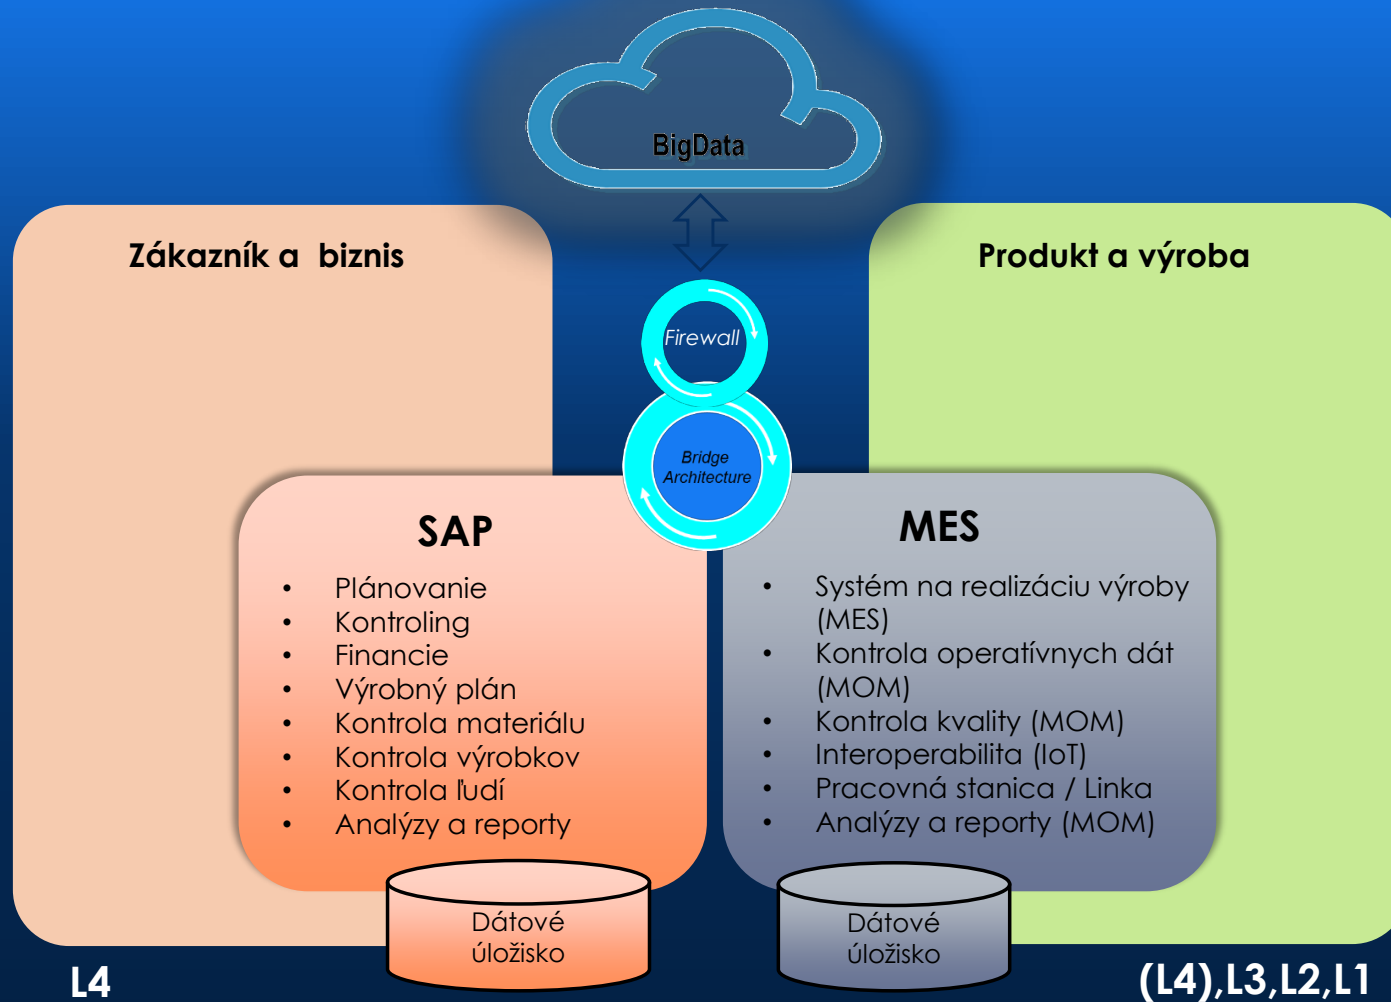 BigData
Zákazník a  biznis
Produkt a výroba
Firewall
Bridge
Architecture
SAP
• Plánovanie
• Kontroling
• Financie
• Výrobný plán
• Kontrola materiálu
• Kontrola výrobkov
• Kontrola ľudí
• Analýzy a reporty
MES
• Systém na realizáciu výroby
(MES)
• Kontrola operatívnych dát
(MOM)
• Kontrola kvality (MOM)
• Interoperabilita (IoT)
• Pracovná stanica / Linka
• Analýzy a reporty (MOM)
Dátové
úložisko
Dátové
úložisko
L4
(L4),L3,L2,L1